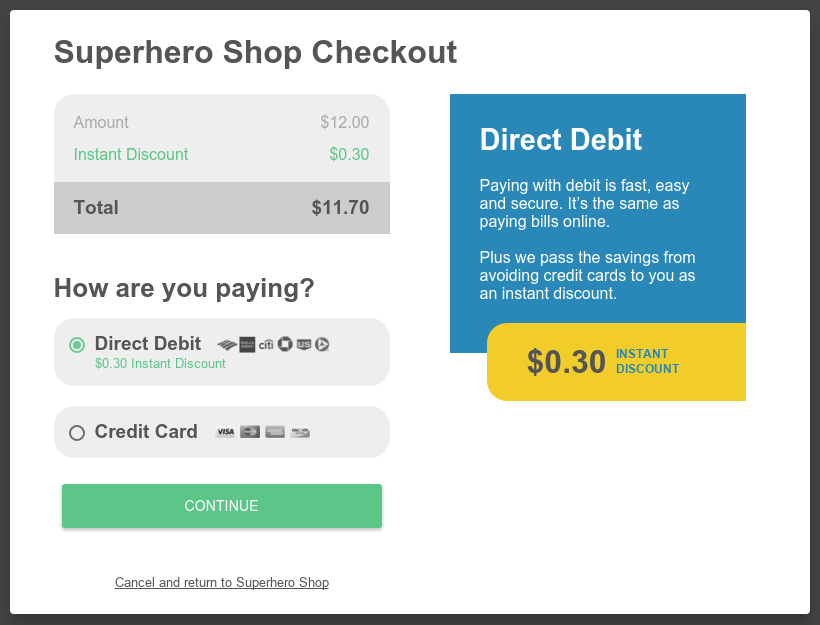 Superhero Shop Checkout
Amount $12.00
Instant Discount $0.30
Total $11.70
How are you paying?
Direct Debit citi US
$0.30 Instant Discount
Credit Card VISA
CONTINUE
Cancel and return to Superhero Shop
Direct Debit
Paying with debit is fast, easy
and secure. It’s the same as
paying bills online.
Plus we pass the savings from
avoiding credit cards to you as
an instant discount.
$0.30 INSTANT
DISCOUNT